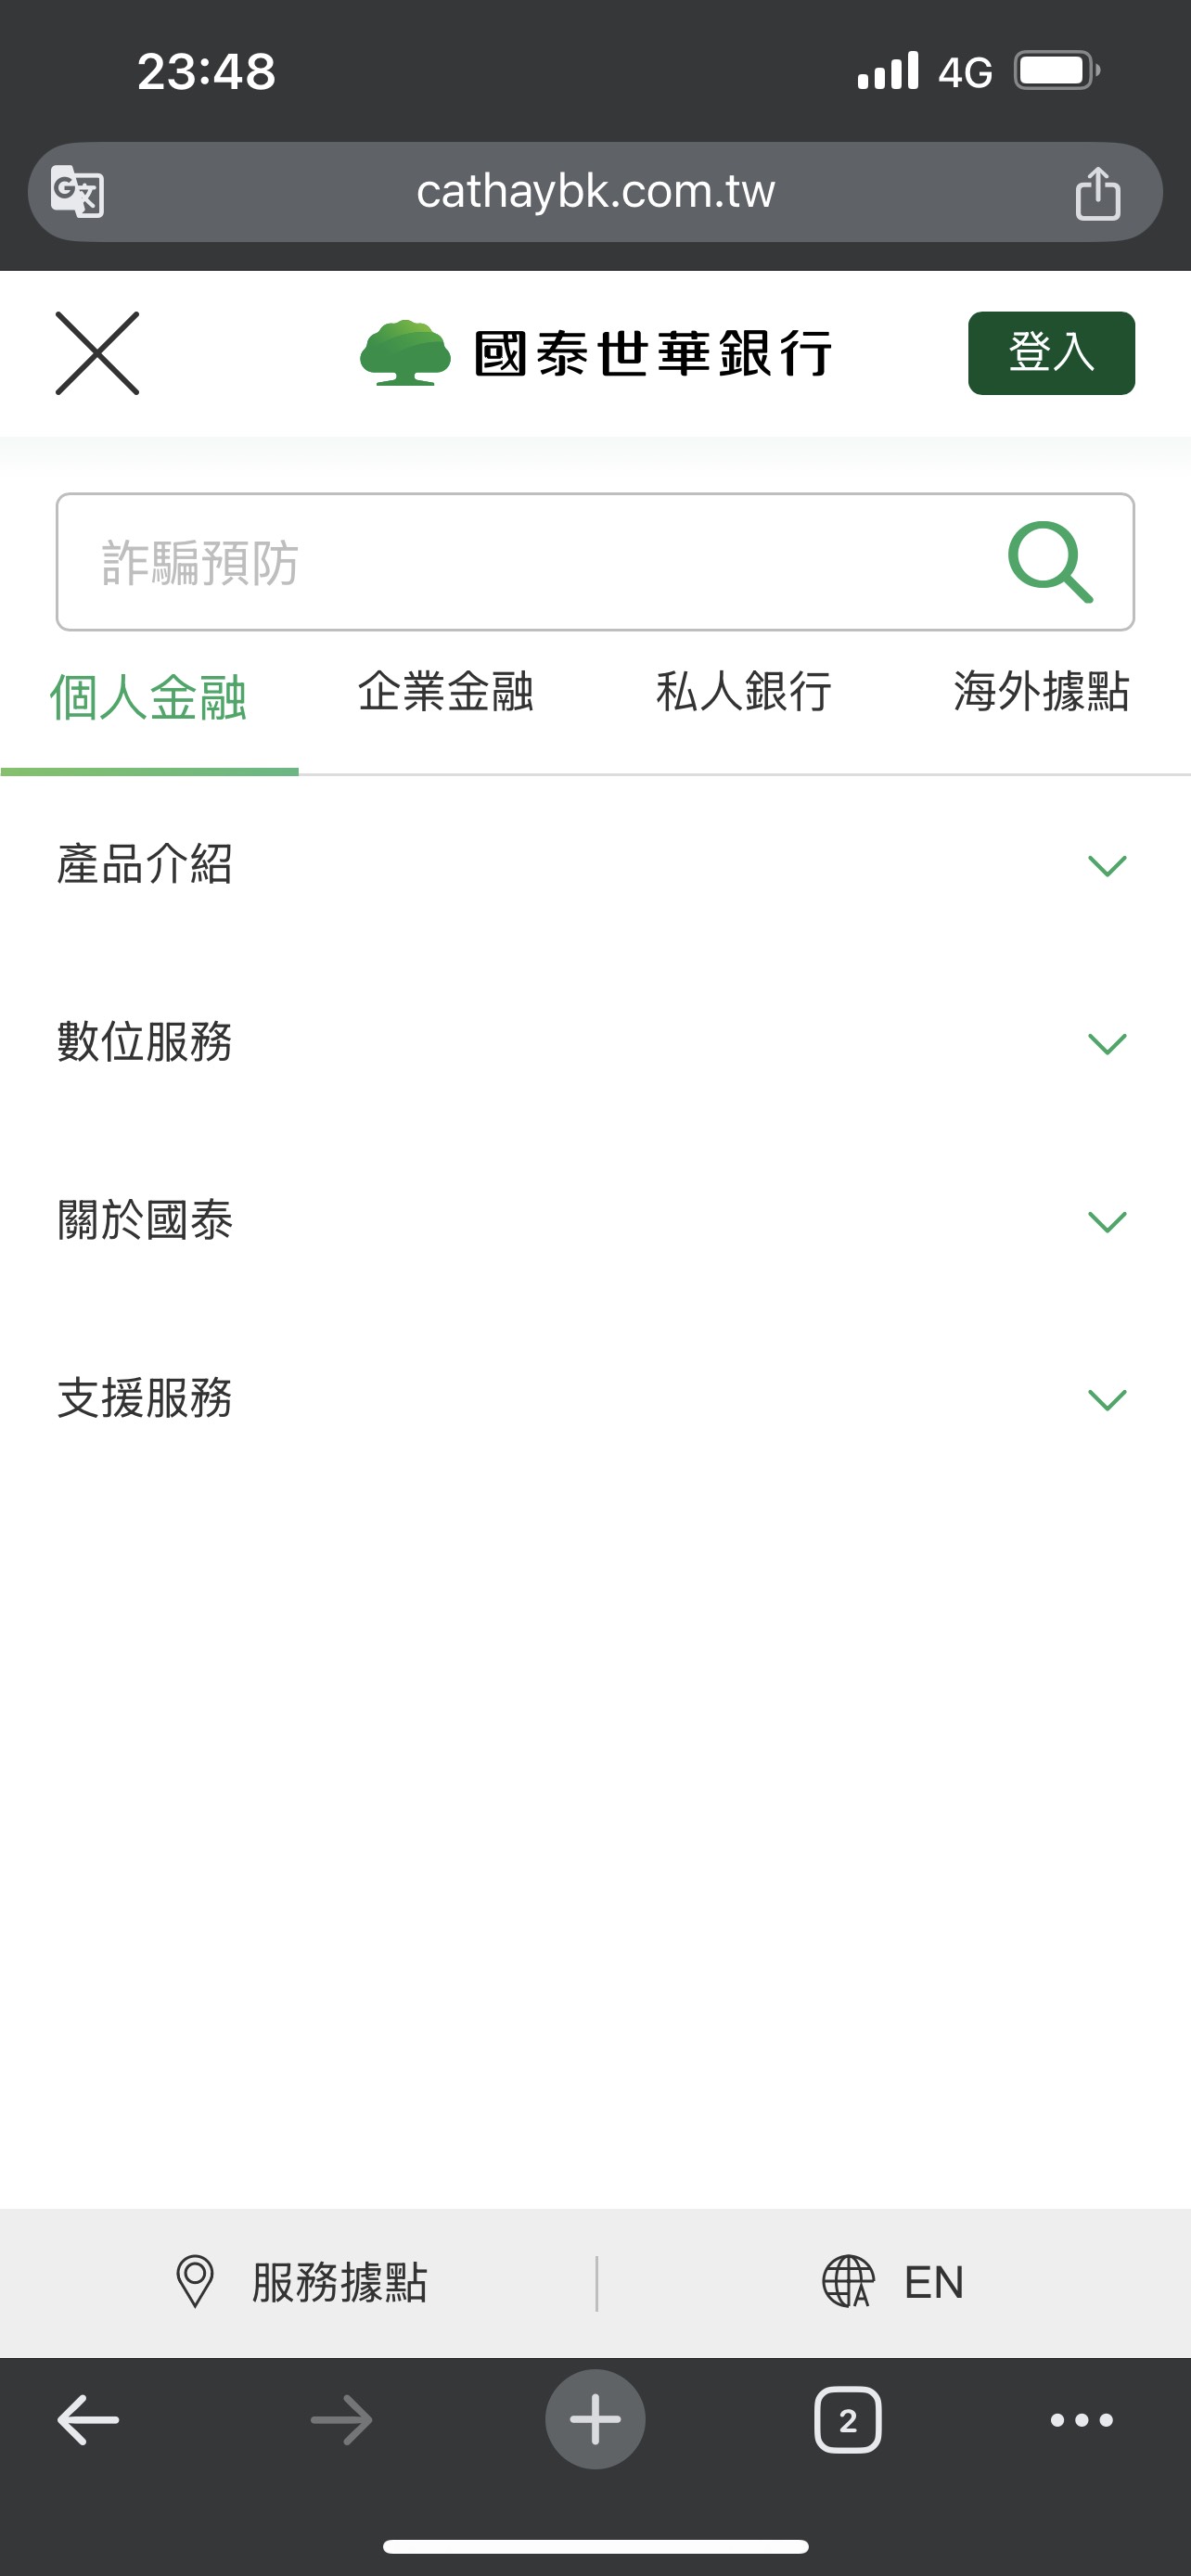 23:48
4G
cathaybk.com.tw
國泰世華銀行
登入
詐騙預防
個人金融
企業金融
私人銀行
海外據點
產品介紹
數位服務
關於國泰
支援服務
服務據點
EN
2